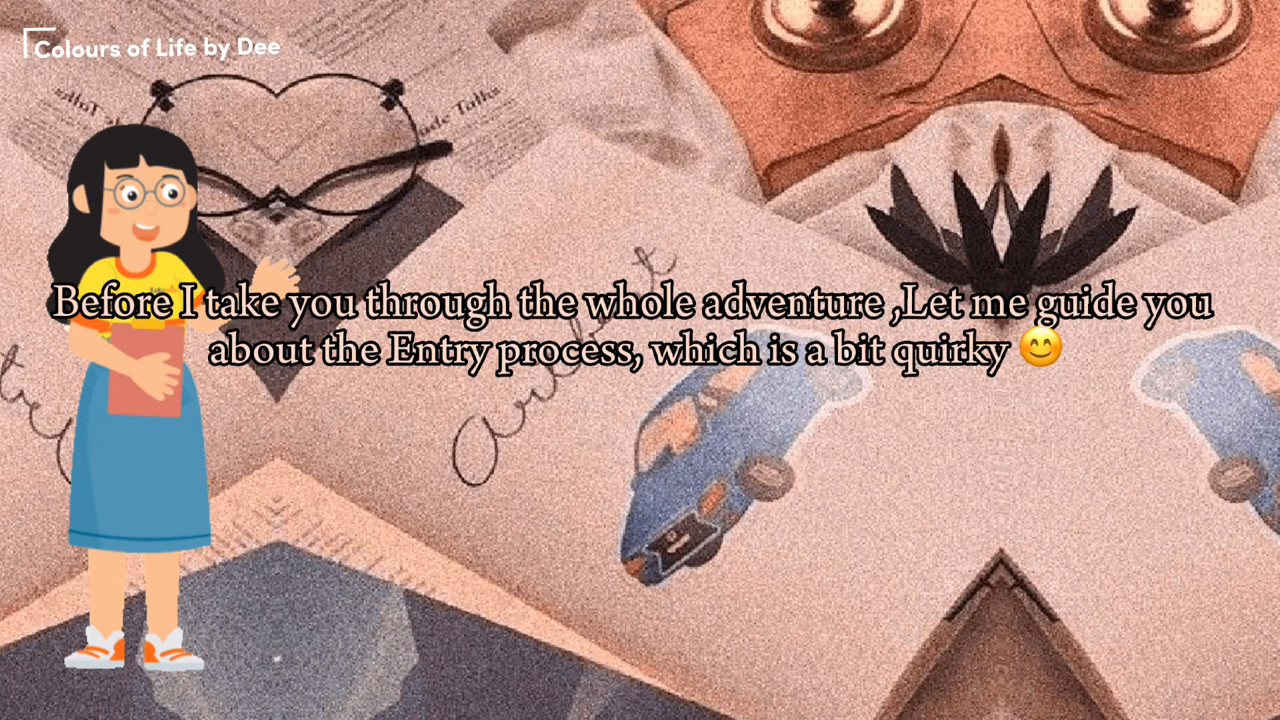 Colours of Life by Dee
Before I take you through the whole adventure ,Let me guide you
about the Entry process, which is a bit quirky 😊